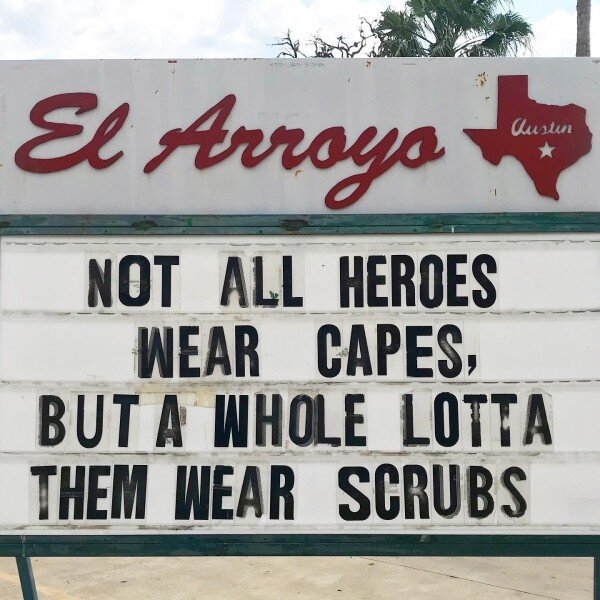 El Arroyo
Austin
NOT ALL HEROES
WEAR CAPES,
BUT A WHOLE LOTTA
THEM WEAR SCRUBS